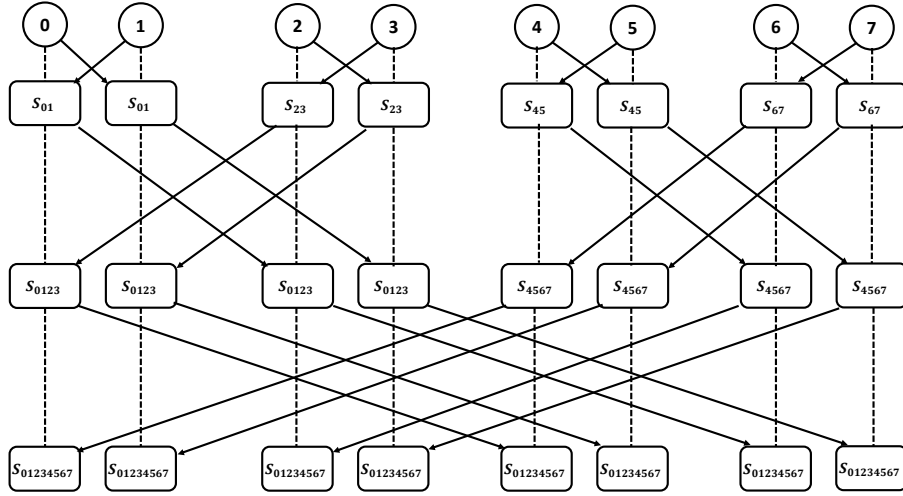 0 1 2 3 4 5 6 7
S₀₁ S₀₁ S₂₃ S₂₃ S₄₅ S₄₅ S₆₇ S₆₇
S₀₁₂₃ S₀₁₂₃ S₀₁₂₃ S₀₁₂₃ S₄₅₆₇ S₄₅₆₇ S₄₅₆₇ S₄₅₆₇
S₀₁₂₃₄₅₆₇ S₀₁₂₃₄₅₆₇ S₀₁₂₃₄₅₆₇ S₀₁₂₃₄₅₆₇ S₀₁₂₃₄₅₆₇ S₀₁₂₃₄₅₆₇ S₀₁₂₃₄₅₆₇ S₀₁₂₃₄₅₆₇